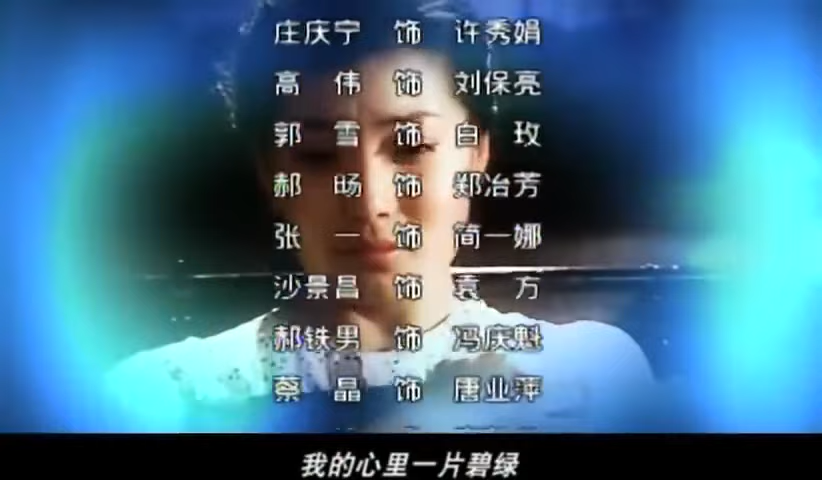 庄庆宁 饰 许秀娟
高伟 饰 刘保亮
郭雪 饰 白玫
郝旸 饰 郑冶芳
张一 饰 简一娜
沙景昌 饰 袁方
郝铁男 饰 冯庆魁
蔡晶 饰 唐业萍
我的心里一片碧绿